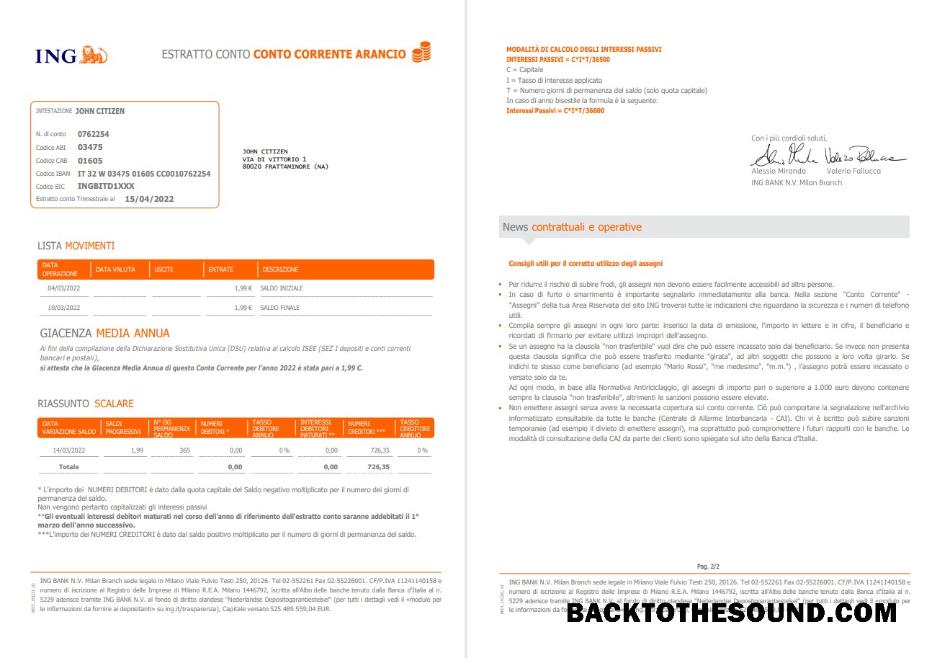 ING
ESTRATTO CONTO CONTO CORRENTE ARANCIO
INTESTAZIONE JOHN CITIZEN
N. di conto 0762254
Codice ABI 03475
Codice CAB 01605
Codice IBAN IT 32 W 03475 01605 CC0010762254
Codice BIC INGBITD1XXX
Estratto conto Trimestrale al 15/04/2022
JOHN CITIZEN
VIA DI VITTORIO 1
80020 FRATTAMINORE (NA)
LISTA MOVIMENTI
DATA OPERAZIONE DATA VALUTA USCITE ENTRATE DESCRIZIONE
04/03/2022 1,99 € SALDO INIZIALE
10/03/2022 1,99 € SALDO FINALE
GIACENZA MEDIA ANNUA
Ai fini della compilazione della Dichiarazione Sostitutiva Unica (DSU) relativa al calcolo ISEE (SEZ I depositi e conti correnti
bancari e postali),
si attesta che la Giacenza Media Annua di questo Conto Corrente per l'anno 2022 è stata pari a 1,99 €.
RIASSUNTO SCALARE
DATA VARIAZIONE SALDO SALDI PROGRESSIVI N° GG PERMANENZA SALDO NUMERI DEBITORI * TASSO DEBITORE ANNUO INTERESSI DEBITORI MATURATI ** NUMERI CREDITORI *** TASSO CREDITORE ANNUO
14/03/2022 1,99 365 0,00 0 % 0,00 726,35 0 %
Totale 0,00 0,00 726,35
* L'importo dei NUMERI DEBITORI è dato dalla quota capitale del Saldo negativo moltiplicato per il numero dei giorni di
permanenza del saldo.
Non vengono pertanto capitalizzati gli interessi passivi
**Gli eventuali interessi debitori maturati nel corso dell'anno di riferimento dell'estratto conto saranno addebitati il 1°
marzo dell'anno successivo.
***L'importo dei NUMERI CREDITORI è dato dal saldo positivo moltiplicato per il numero di giorni di permanenza del saldo.
ING BANK N.V. Milan Branch sede legale in Milano Viale Fulvio Testi 250, 20126. Tel 02-552261 Fax 02-55226001. CF/P.IVA 11241140158 e
numero di iscrizione al Registro delle Imprese di Milano R.E.A. Milano 1446792, iscritta all'Albo delle banche tenuto dalla Banca d'Italia al n.
5229 aderisce tramite ING BANK N.V. al fondo di diritto olandese "Nederlandse Depositogarantiestelsel" (per tutti i dettagli vedi il «modulo per
le informazioni da fornire ai depositanti» su ing.it/trasparenza), Capitale versato 525.489.559,04 EUR.
MODALITÀ DI CALCOLO DEGLI INTERESSI PASSIVI
INTERESSI PASSIVI = C*I*T/36500
C = Capitale
I = Tasso di interesse applicato
T = Numero giorni di permanenza del saldo (solo quota capitale)
In caso di anno bisestile la formula è la seguente:
Interessi Passivi = C*I*T/36600
Con i più cordiali saluti,
Alessio Miranda Valerio Fallucca
ING BANK N.V. Milan Branch
News contrattuali e operative
Consigli utili per il corretto utilizzo degli assegni
• Per ridurre il rischio di subire frodi, gli assegni non devono essere facilmente accessibili ad altre persone.
• In caso di furto o smarrimento è importante segnalarlo immediatamente alla banca. Nella sezione "Conto Corrente" -
"Assegni" della tua Area Riservata del sito ING troverai tutte le indicazioni che riguardano la sicurezza e i numeri di telefono
utili.
• Compila sempre gli assegni in ogni loro parte: inserisci la data di emissione, l'importo in lettere e in cifre, il beneficiario e
ricordati di firmarlo per evitare utilizzi impropri dell'assegno.
• Se un assegno ha la clausola "non trasferibile" vuol dire che può essere incassato solo dal beneficiario. Se invece non presenta
questa clausola significa che può essere trasferito mediante "girata", ad altri soggetti che possono a loro volta girarlo. Se
indichi te stesso come beneficiario (ad esempio "Mario Rossi", "me medesimo", "m.m.") , l'assegno potrà essere incassato o
versato solo da te.
Ad ogni modo, in base alla Normativa Antiriciclaggio, gli assegni di importo pari o superiore a 1.000 euro devono contenere
sempre la clausola "non trasferibile", altrimenti le sanzioni possono essere elevate.
• Non emettere assegni senza avere la necessaria copertura sul conto corrente. Ciò può comportare la segnalazione nell'archivio
informatizzato consultabile da tutte le banche (Centrale di Allarme Interbancaria - CAI). Chi vi è iscritto può subire sanzioni
temporanee (ad esempio il divieto di emettere assegni), ma soprattutto può compromettere i futuri rapporti con le banche. Le
modalità di consultazione della CAI da parte dei clienti sono spiegate sul sito della Banca d'Italia.
Pag. 2/2
ING BANK N.V. Milan Branch sede legale in Milano Viale Fulvio Testi 250, 20126. Tel 02-552261 Fax 02-55226001. CF/P.IVA 11241140158 e
numero di iscrizione al Registro delle Imprese di Milano R.E.A. Milano 1446792, iscritta all'Albo delle banche tenuto dalla Banca d'Italia al n.
5229 aderisce tramite ING BANK N.V. al fondo di diritto olandese "Nederlandse Depositogarantiestelsel" (per tutti i dettagli vedi il «modulo per
le informazioni da
BACKTOTHESOUND.COM